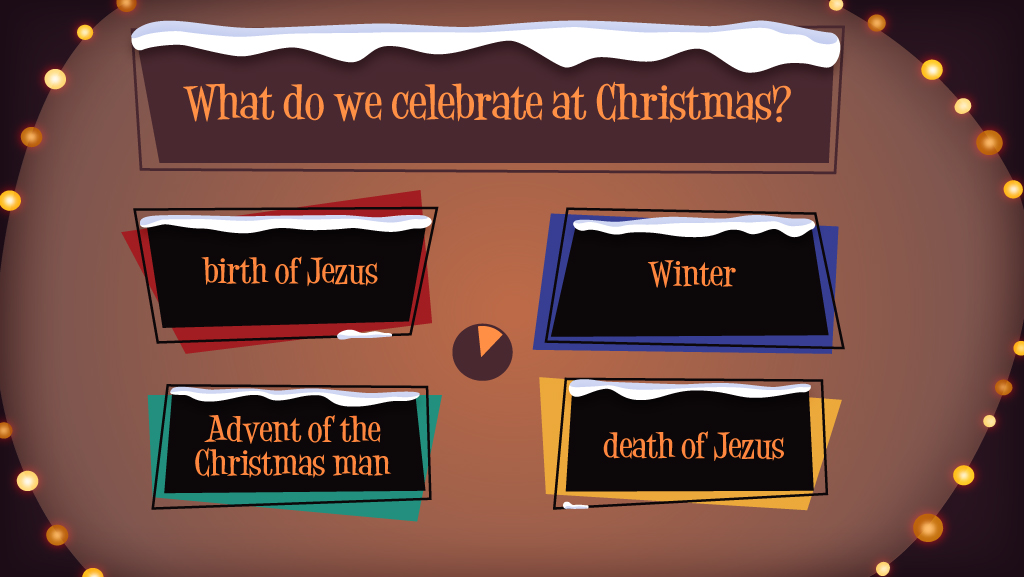 What do we celebrate at Christmas?
birth of Jezus
Winter
Advent of the
Christmas man
death of Jezus